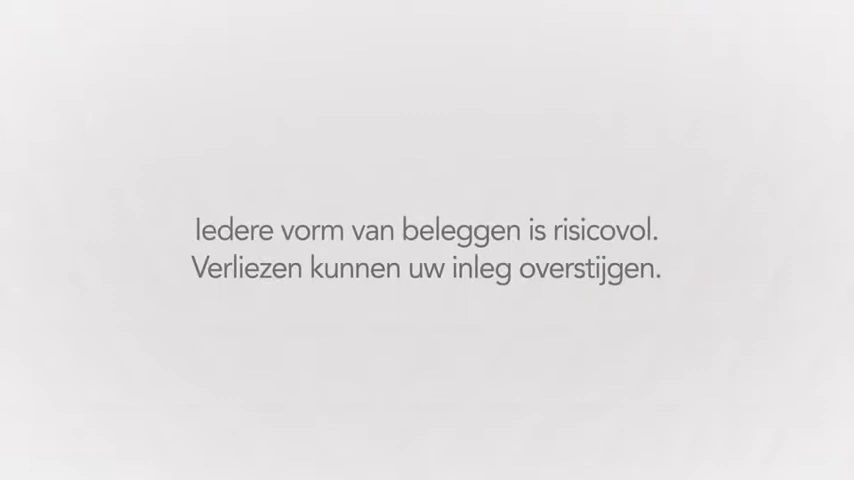 Iedere vorm van beleggen is risicovol.
Verliezen kunnen uw inleg overstijgen.